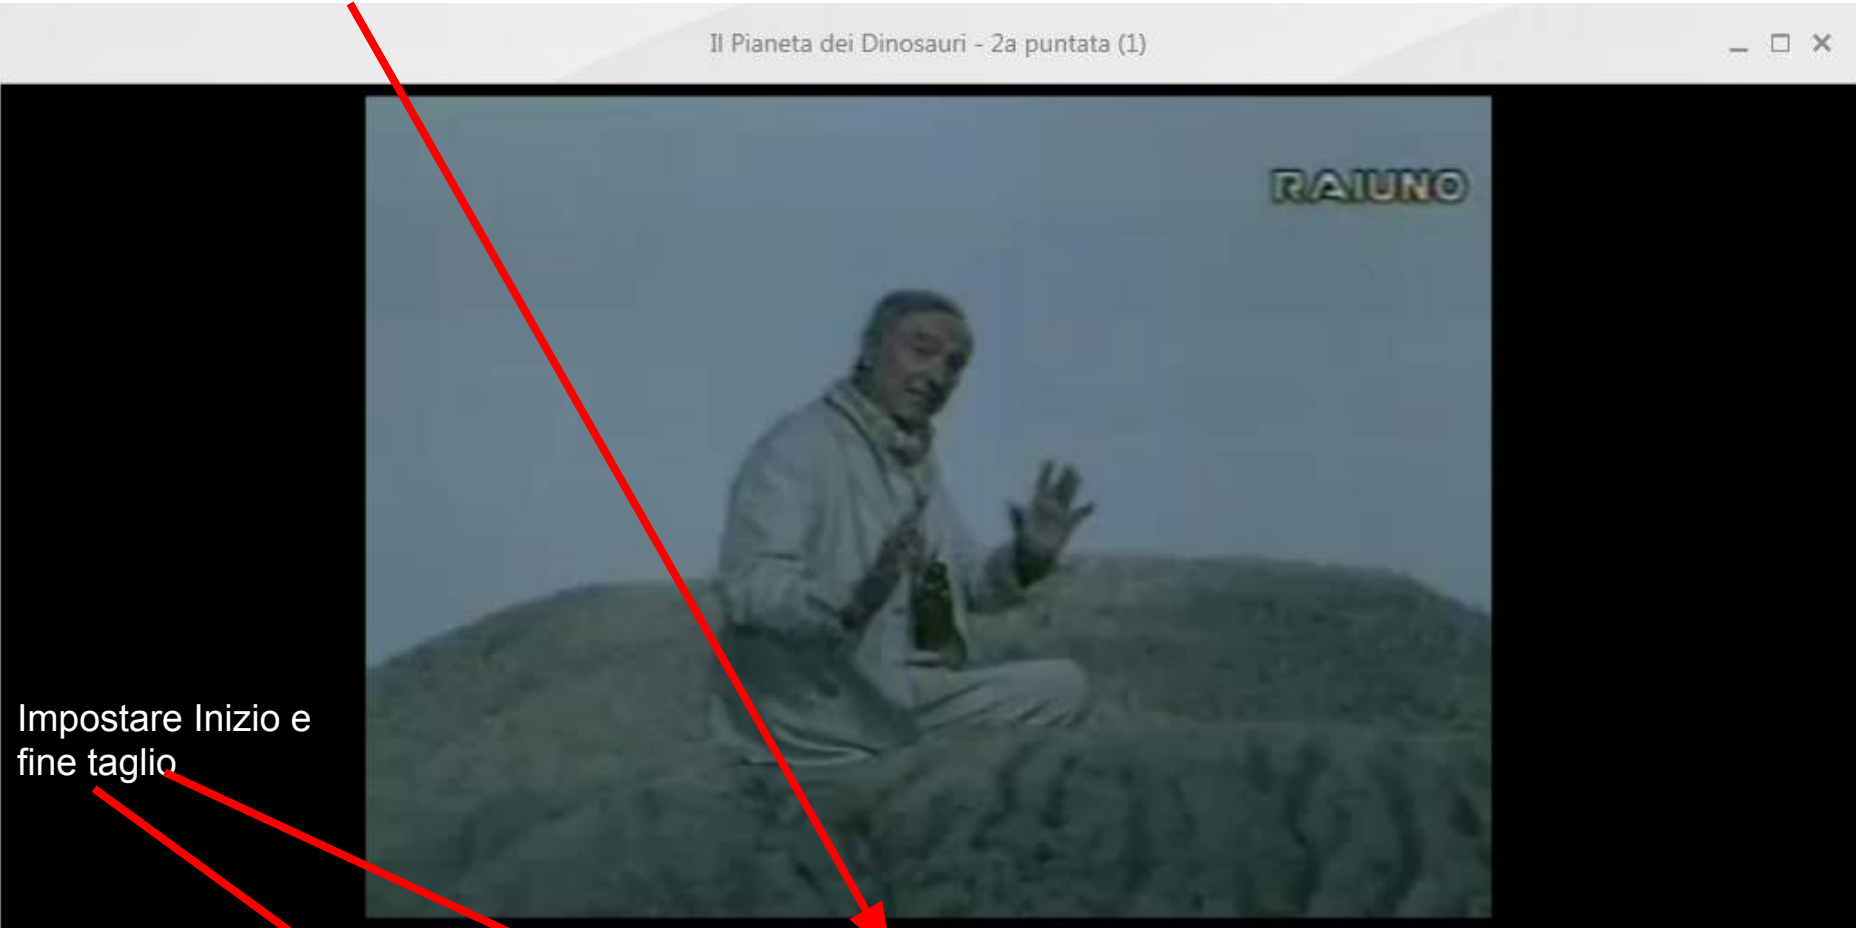 Il Pianeta dei Dinosauri - 2a puntata (1)
RAIUNO
Impostare Inizio e
fine taglio